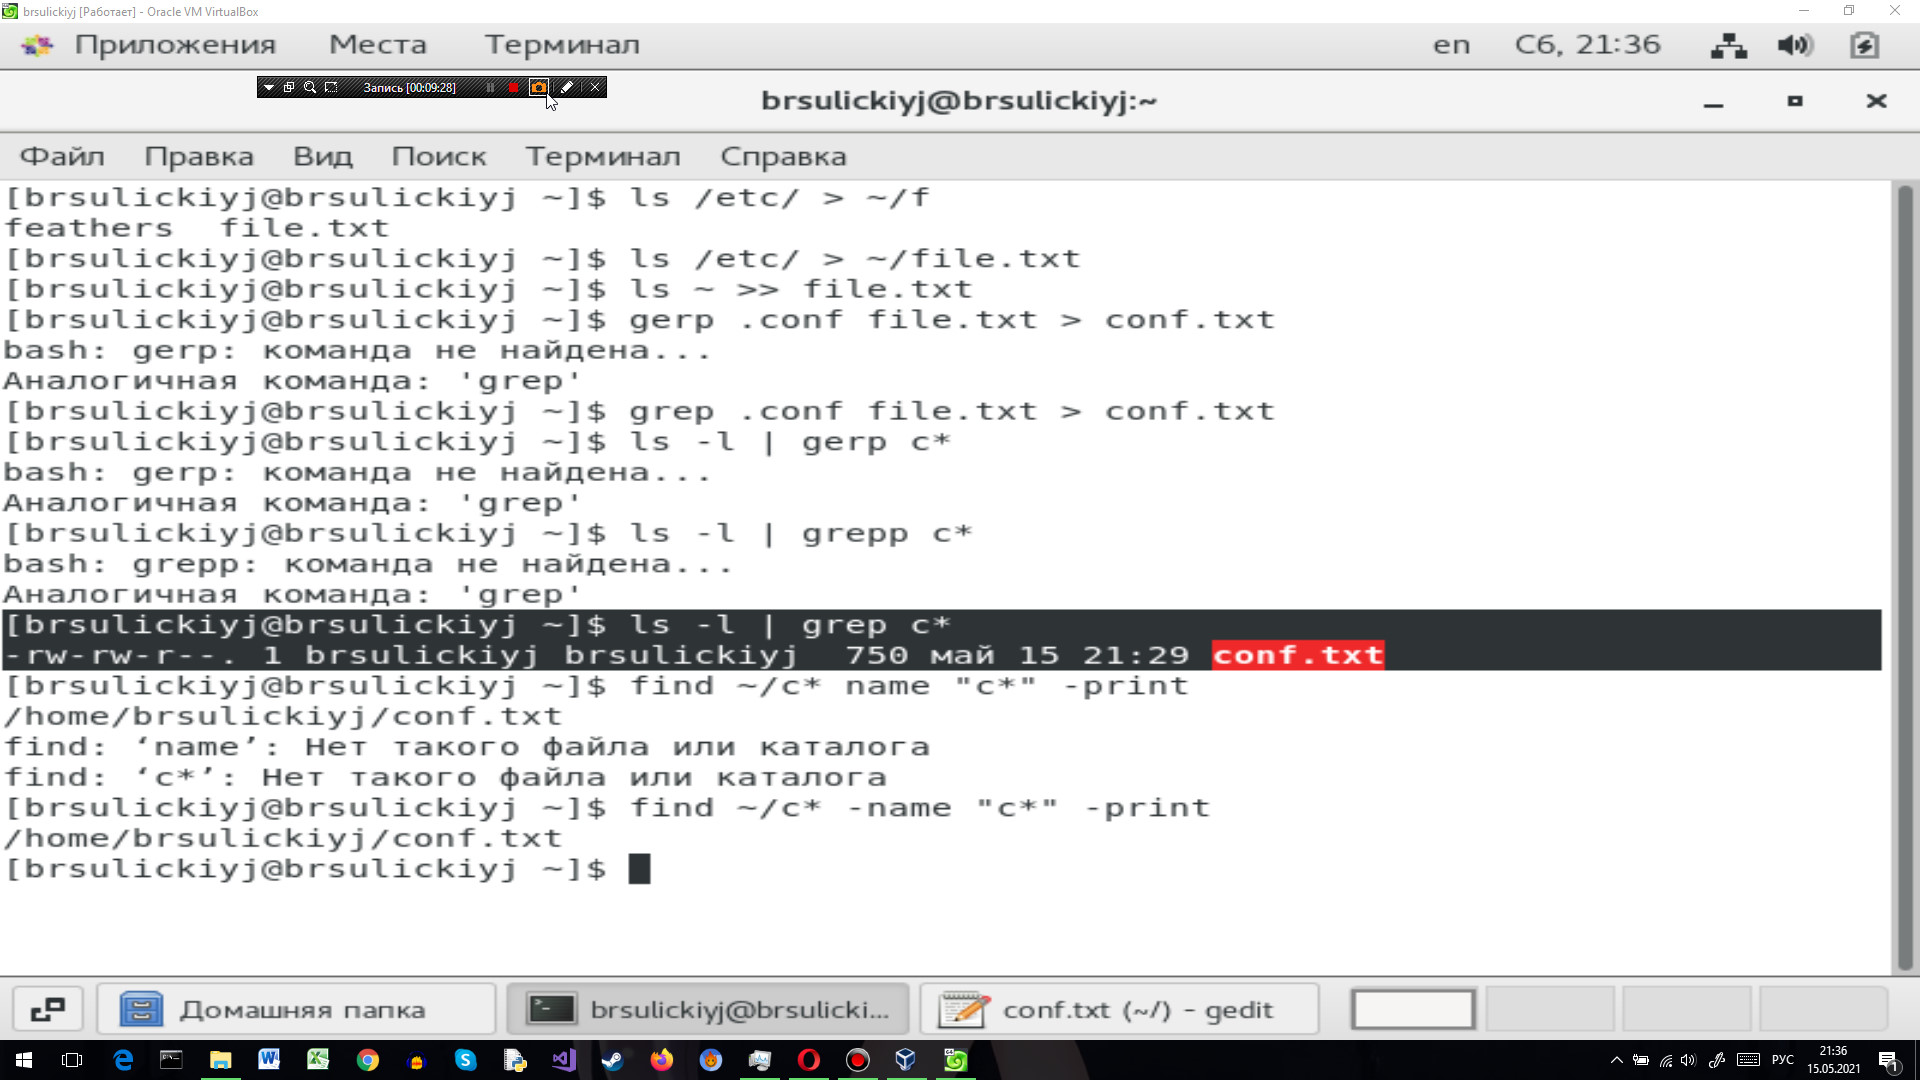 brsulickiyj [Работает] - Oracle VM VirtualBox
Приложения Места Терминал en Сб, 21:36
Запись [00:09:28]
brsulickiyj@brsulickiyj:~
Файл Правка Вид Поиск Терминал Справка
[brsulickiyj@brsulickiyj ~]$ ls /etc/ > ~/f
feathers file.txt
[brsulickiyj@brsulickiyj ~]$ ls /etc/ > ~/file.txt
[brsulickiyj@brsulickiyj ~]$ ls ~ >> file.txt
[brsulickiyj@brsulickiyj ~]$ gerp .conf file.txt > conf.txt
bash: gerp: команда не найдена...
Аналогичная команда: 'grep'
[brsulickiyj@brsulickiyj ~]$ grep .conf file.txt > conf.txt
[brsulickiyj@brsulickiyj ~]$ ls -l | gerp c*
bash: gerp: команда не найдена...
Аналогичная команда: 'grep'
[brsulickiyj@brsulickiyj ~]$ ls -l | grepp c*
bash: grepp: команда не найдена...
Аналогичная команда: 'grep'
[brsulickiyj@brsulickiyj ~]$ ls -l | grep c*
-rw-rw-r--. 1 brsulickiyj brsulickiyj 750 май 15 21:29 conf.txt
[brsulickiyj@brsulickiyj ~]$ find ~/c* name "c*" -print
/home/brsulickiyj/conf.txt
find: ‘name’: Нет такого файла или каталога
find: ‘c*’: Нет такого файла или каталога
[brsulickiyj@brsulickiyj ~]$ find ~/c* -name "c*" -print
/home/brsulickiyj/conf.txt
[brsulickiyj@brsulickiyj ~]$
Домашняя папка brsulickiyj@brsulicki... conf.txt (~/) - gedit
РУС 21:36
15.05.2021